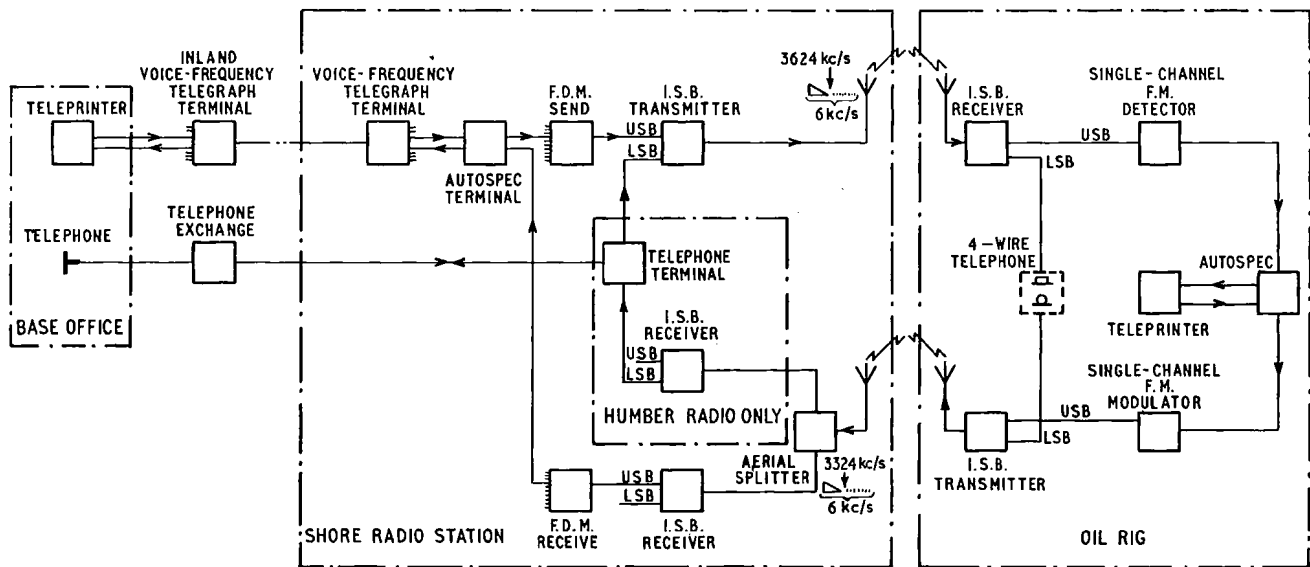 INLAND
VOICE-FREQUENCY
TELEGRAPH
TERMINAL
TELEPRINTER
TELEPHONE
EXCHANGE
TELEPHONE
BASE OFFICE
VOICE-FREQUENCY
TELEGRAPH
TERMINAL
F.D.M.
SEND
I.S.B.
TRANSMITTER
USB
LSB
AUTOSPEC
TERMINAL
3624 kc/s
6 kc/s
TELEPHONE
TERMINAL
I.S.B.
RECEIVER
USB
LSB
HUMBER RADIO ONLY
AERIAL
SPLITTER
3324 kc/s
6 kc/s
USB
LSB
F.D.M.
RECEIVE
I.S.B.
RECEIVER
SHORE RADIO STATION
I.S.B.
RECEIVER
USB
LSB
SINGLE-CHANNEL
F.M.
DETECTOR
4-WIRE
TELEPHONE
AUTOSPEC
TELEPRINTER
SINGLE-CHANNEL
F.M.
MODULATOR
USB
LSB
I.S.B.
TRANSMITTER
OIL RIG